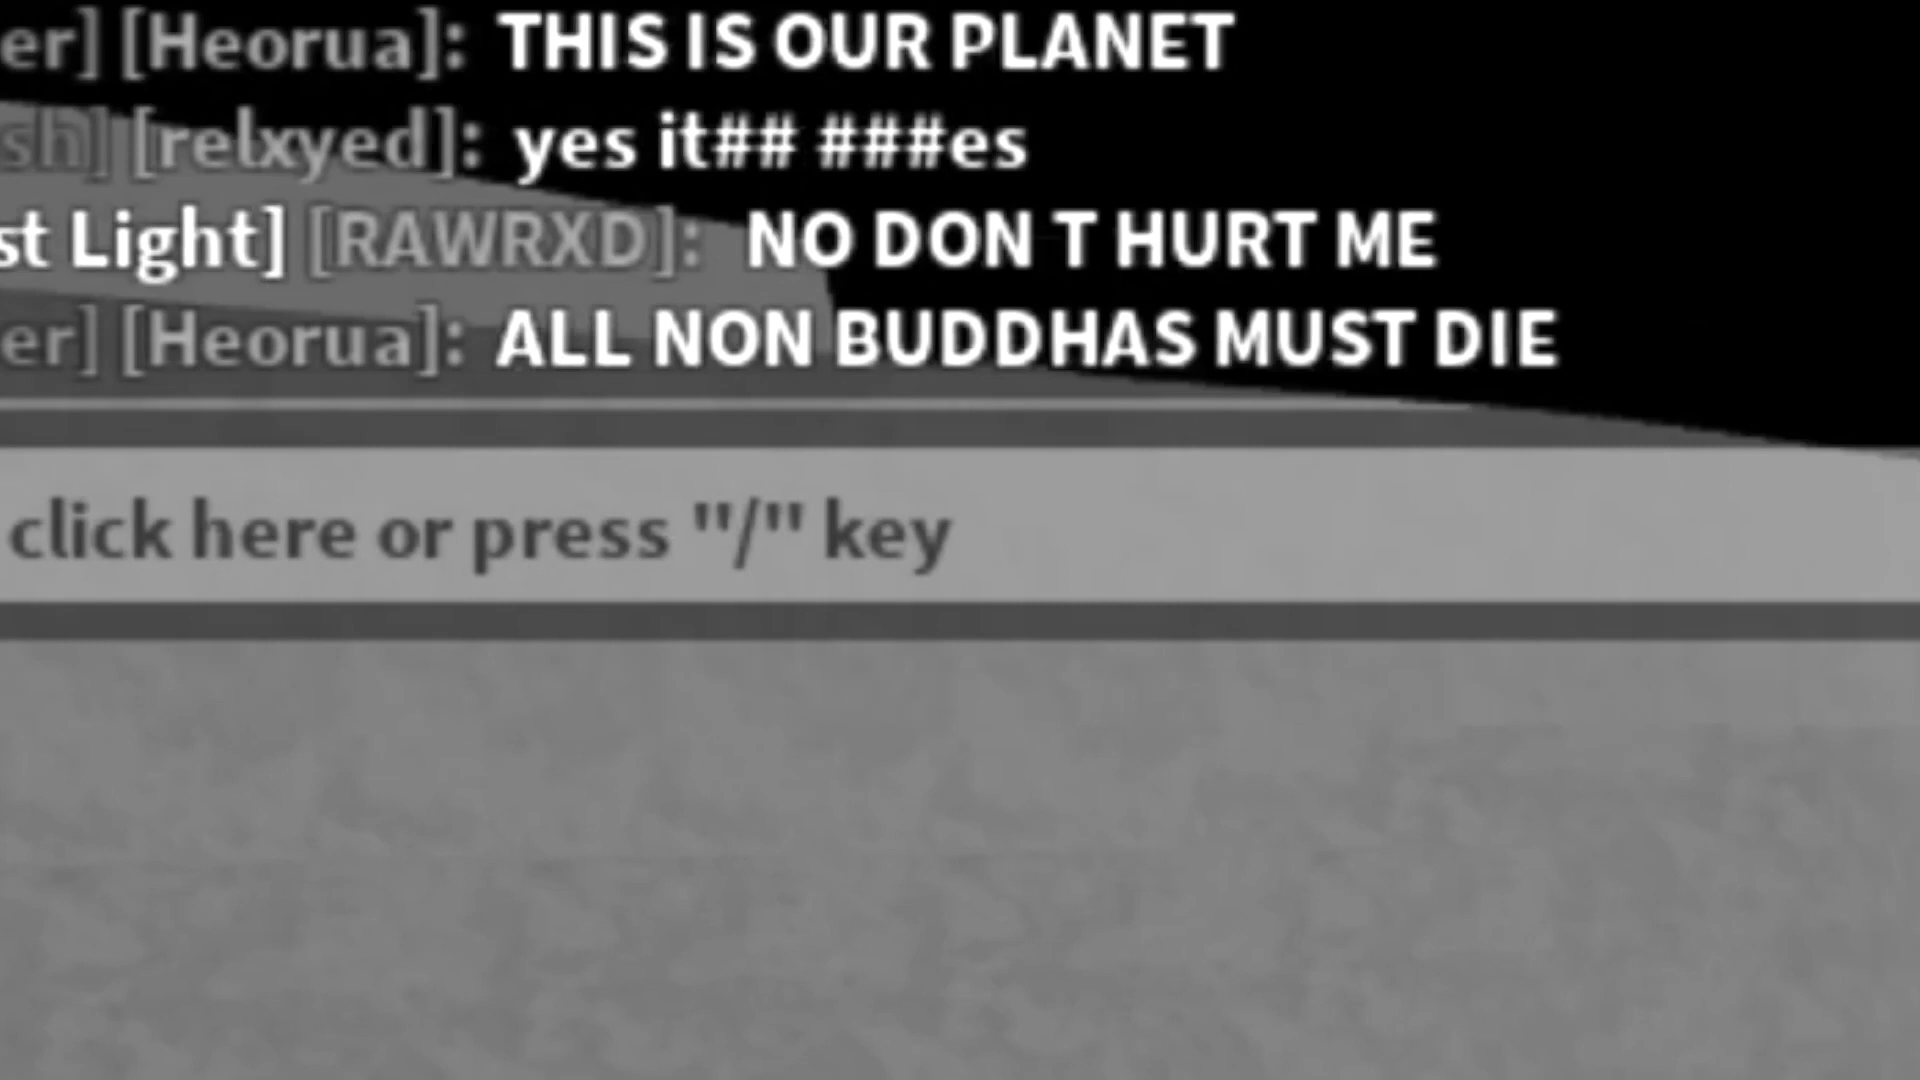 er] [Heorua]: THIS IS OUR PLANET
sh] [relxyed]: yes it## ###es
st Light] [RAWRXD]: NO DON T HURT ME
er] [Heorua]: ALL NON BUDDHAS MUST DIE
click here or press "/" key